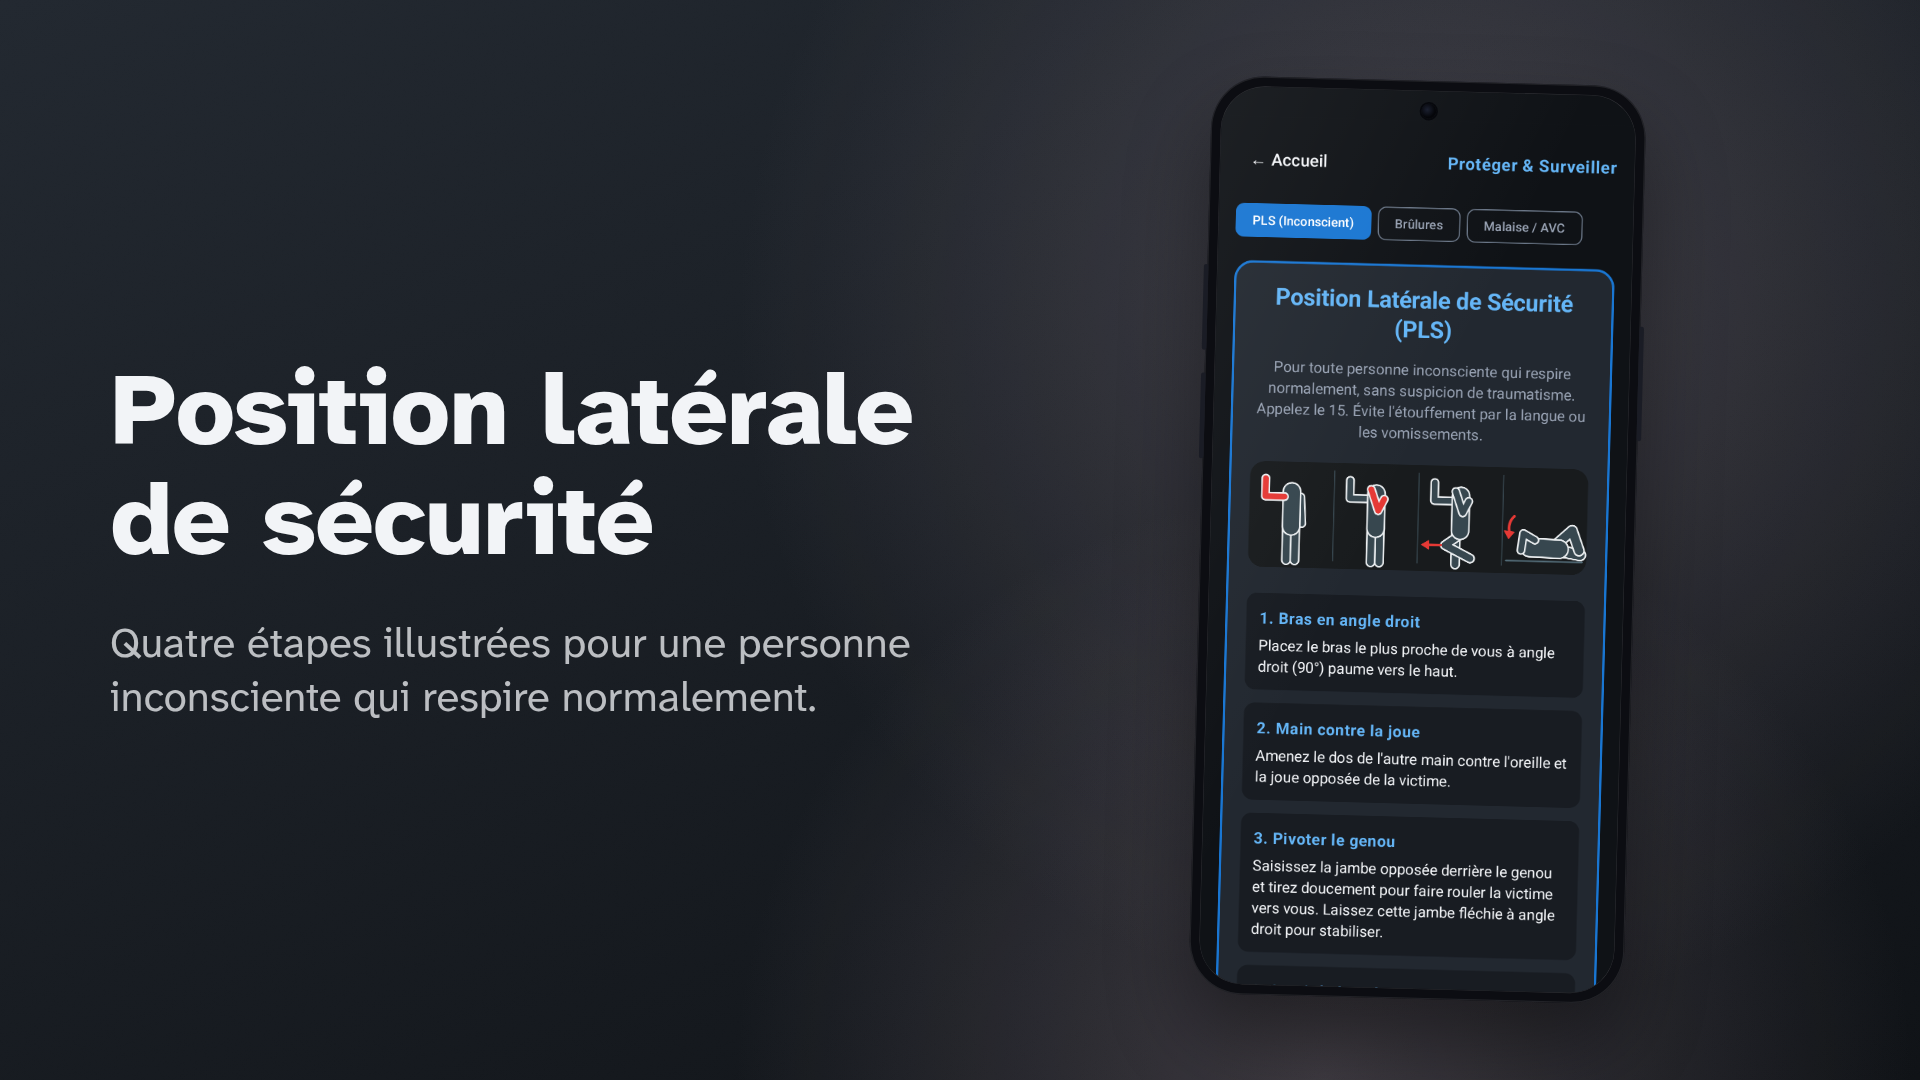 Position latérale
de sécurité
Quatre étapes illustrées pour une personne
inconsciente qui respire normalement.
← Accueil
Protéger & Surveiller
PLS (Inconscient)
Brûlures
Malaise / AVC
Position Latérale de Sécurité
(PLS)
Pour toute personne inconsciente qui respire
normalement, sans suspicion de traumatisme.
Appelez le 15. Évite l'étouffement par la langue ou
les vomissements.
1. Bras en angle droit
Placez le bras le plus proche de vous à angle
droit (90°) paume vers le haut.
2. Main contre la joue
Amenez le dos de l'autre main contre l'oreille et
la joue opposée de la victime.
3. Pivoter le genou
Saisissez la jambe opposée derrière le genou
et tirez doucement pour faire rouler la victime
vers vous. Laissez cette jambe fléchie à angle
droit pour stabiliser.